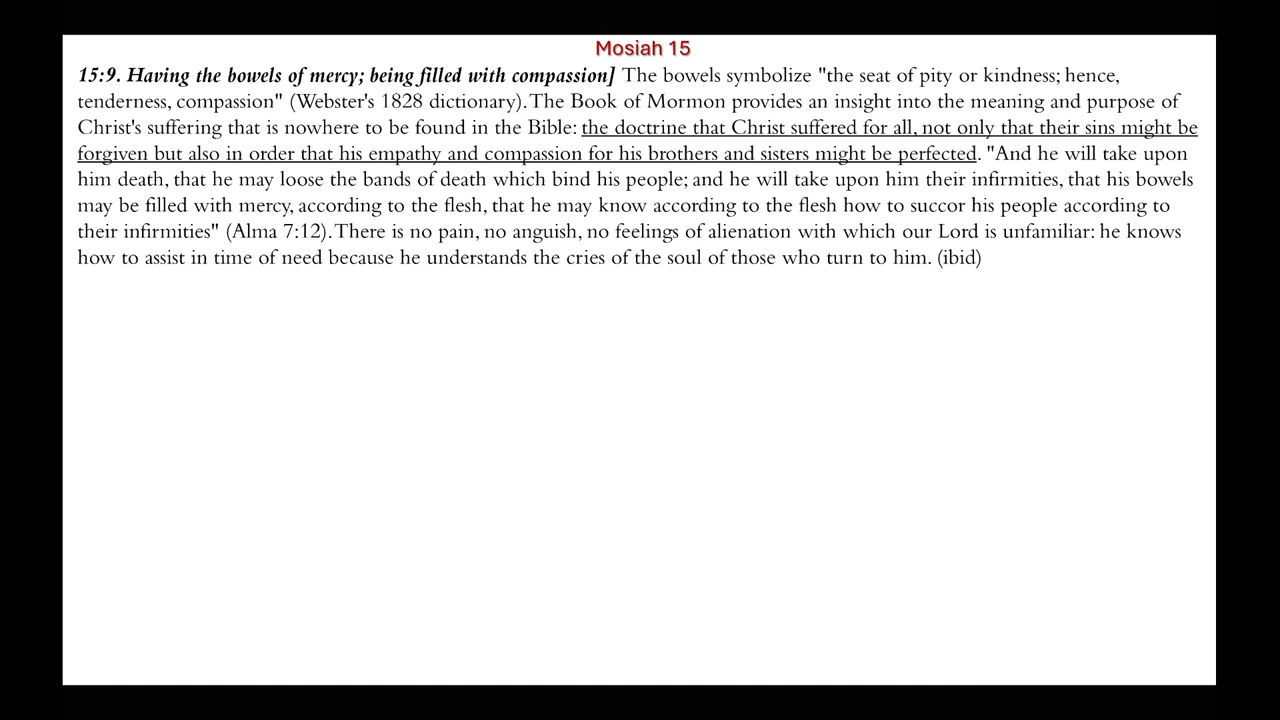 Mosiah 15
15:9. Having the bowels of mercy; being filled with compassion] The bowels symbolize "the seat of pity or kindness; hence,
tenderness, compassion" (Webster's 1828 dictionary). The Book of Mormon provides an insight into the meaning and purpose of
Christ's suffering that is nowhere to be found in the Bible: the doctrine that Christ suffered for all, not only that their sins might be
forgiven but also in order that his empathy and compassion for his brothers and sisters might be perfected. "And he will take upon
him death, that he may loose the bands of death which bind his people; and he will take upon him their infirmities, that his bowels
may be filled with mercy, according to the flesh, that he may know according to the flesh how to succor his people according to
their infirmities" (Alma 7:12). There is no pain, no anguish, no feelings of alienation with which our Lord is unfamiliar: he knows
how to assist in time of need because he understands the cries of the soul of those who turn to him. (ibid)